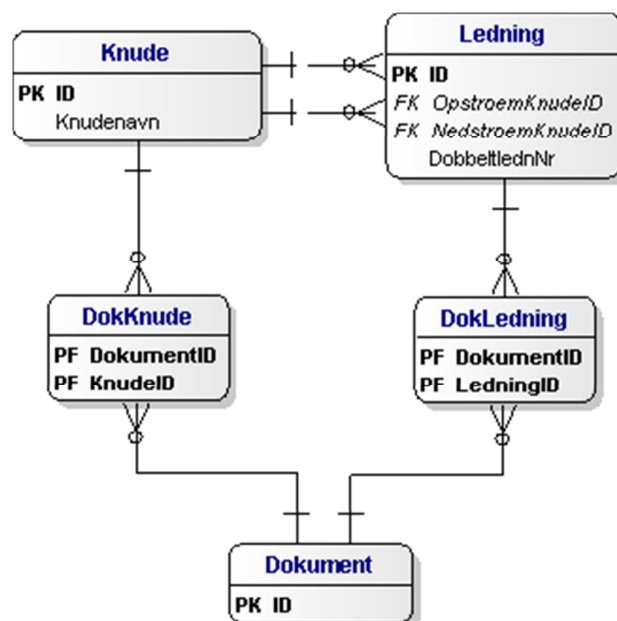 Knude
PK ID
Knudenavn
Ledning
PK ID
FK OpstroemKnudeID
FK NedstroemKnudeID
DobbeltlednNr
DokKnude
PF DokumentID
PF KnudeID
DokLedning
PF DokumentID
PF LedningID
Dokument
PK ID